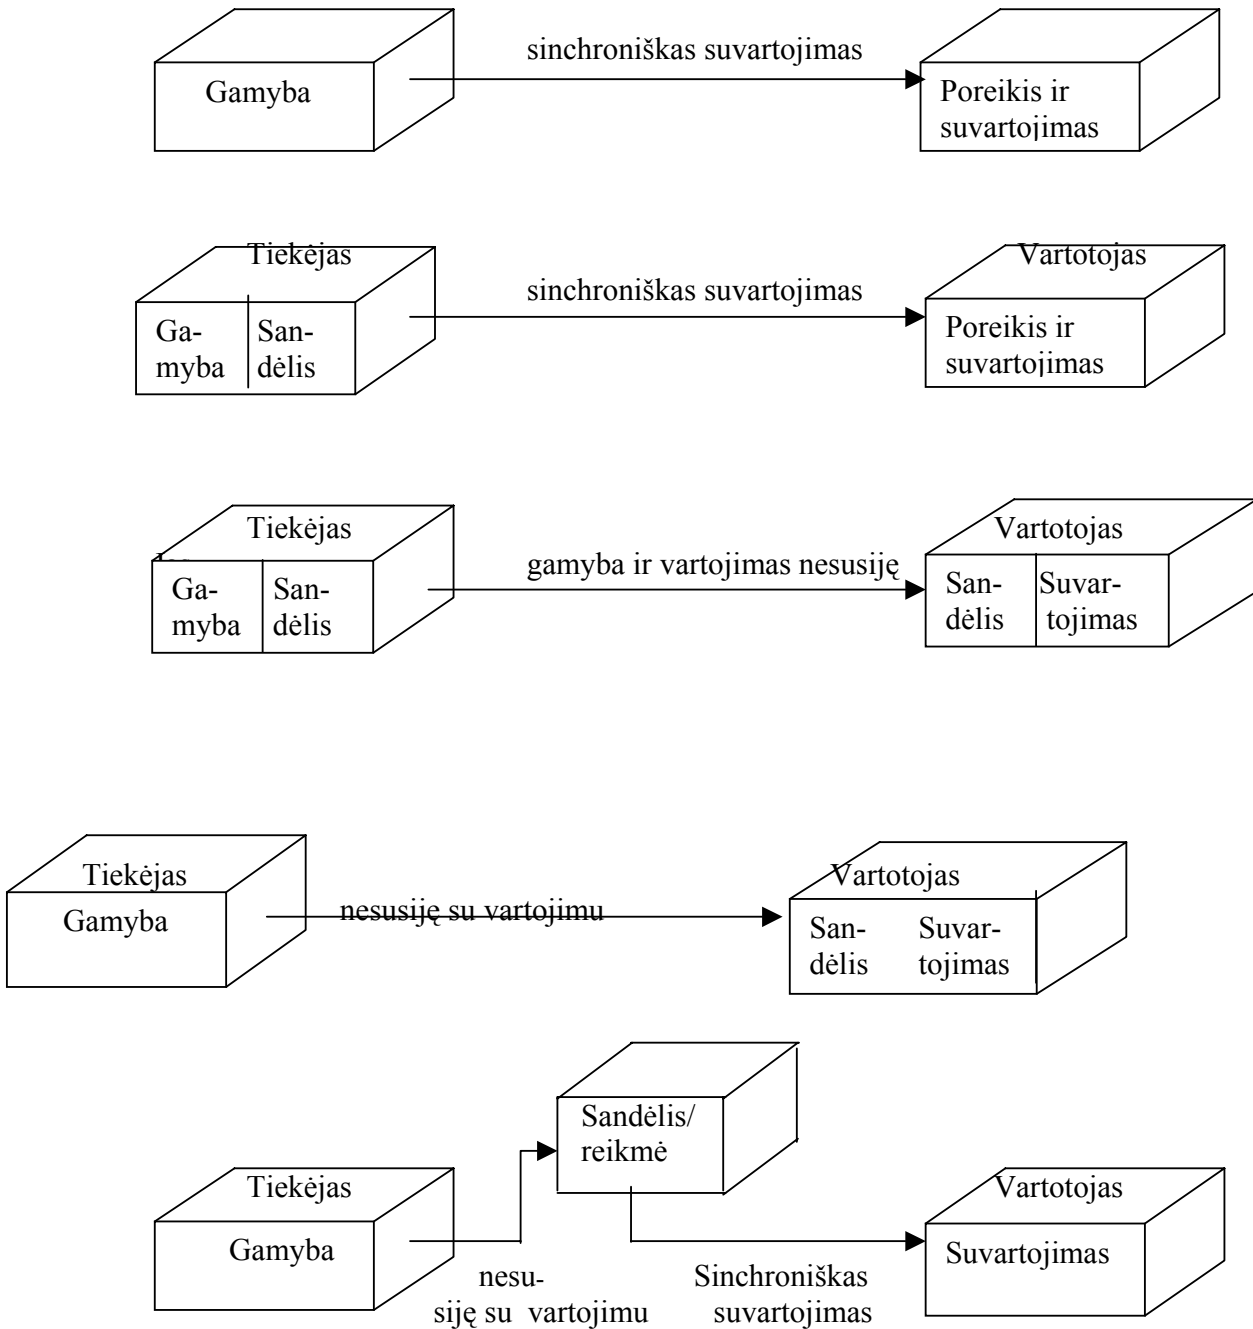 sinchroniškas suvartojimas
Gamyba
Poreikis ir
suvartojimas
Tiekėjas
Vartotojas
sinchroniškas suvartojimas
Ga-
myba
San-
dėlis
Poreikis ir
suvartojimas
Tiekėjas
Vartotojas
gamyba ir vartojimas nesusiję
Ga-
myba
San-
dėlis
San-
dėlis
Suvar-
tojimas
Tiekėjas
Vartotojas
Gamyba
nesusiję su vartojimu
San-
dėlis
Suvar-
tojimas
Sandėlis/
reikmė
Tiekėjas
Vartotojas
Gamyba
Suvartojimas
nesu-
siję su vartojimu
Sinchroniškas
suvartojimas